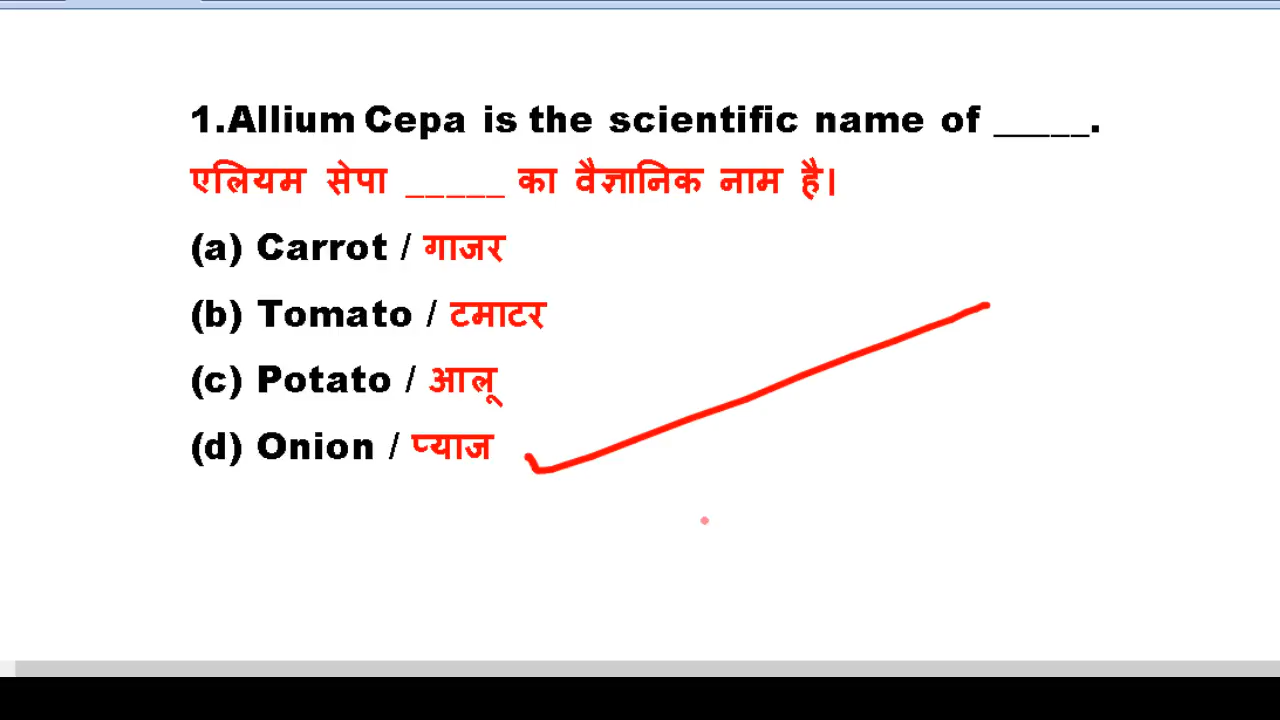 1.Allium Cepa is the scientific name of _____.
एलियम सेपा _____ का वैज्ञानिक नाम है।
(a) Carrot / गाजर
(b) Tomato / टमाटर
(c) Potato / आलू
(d) Onion / प्याज